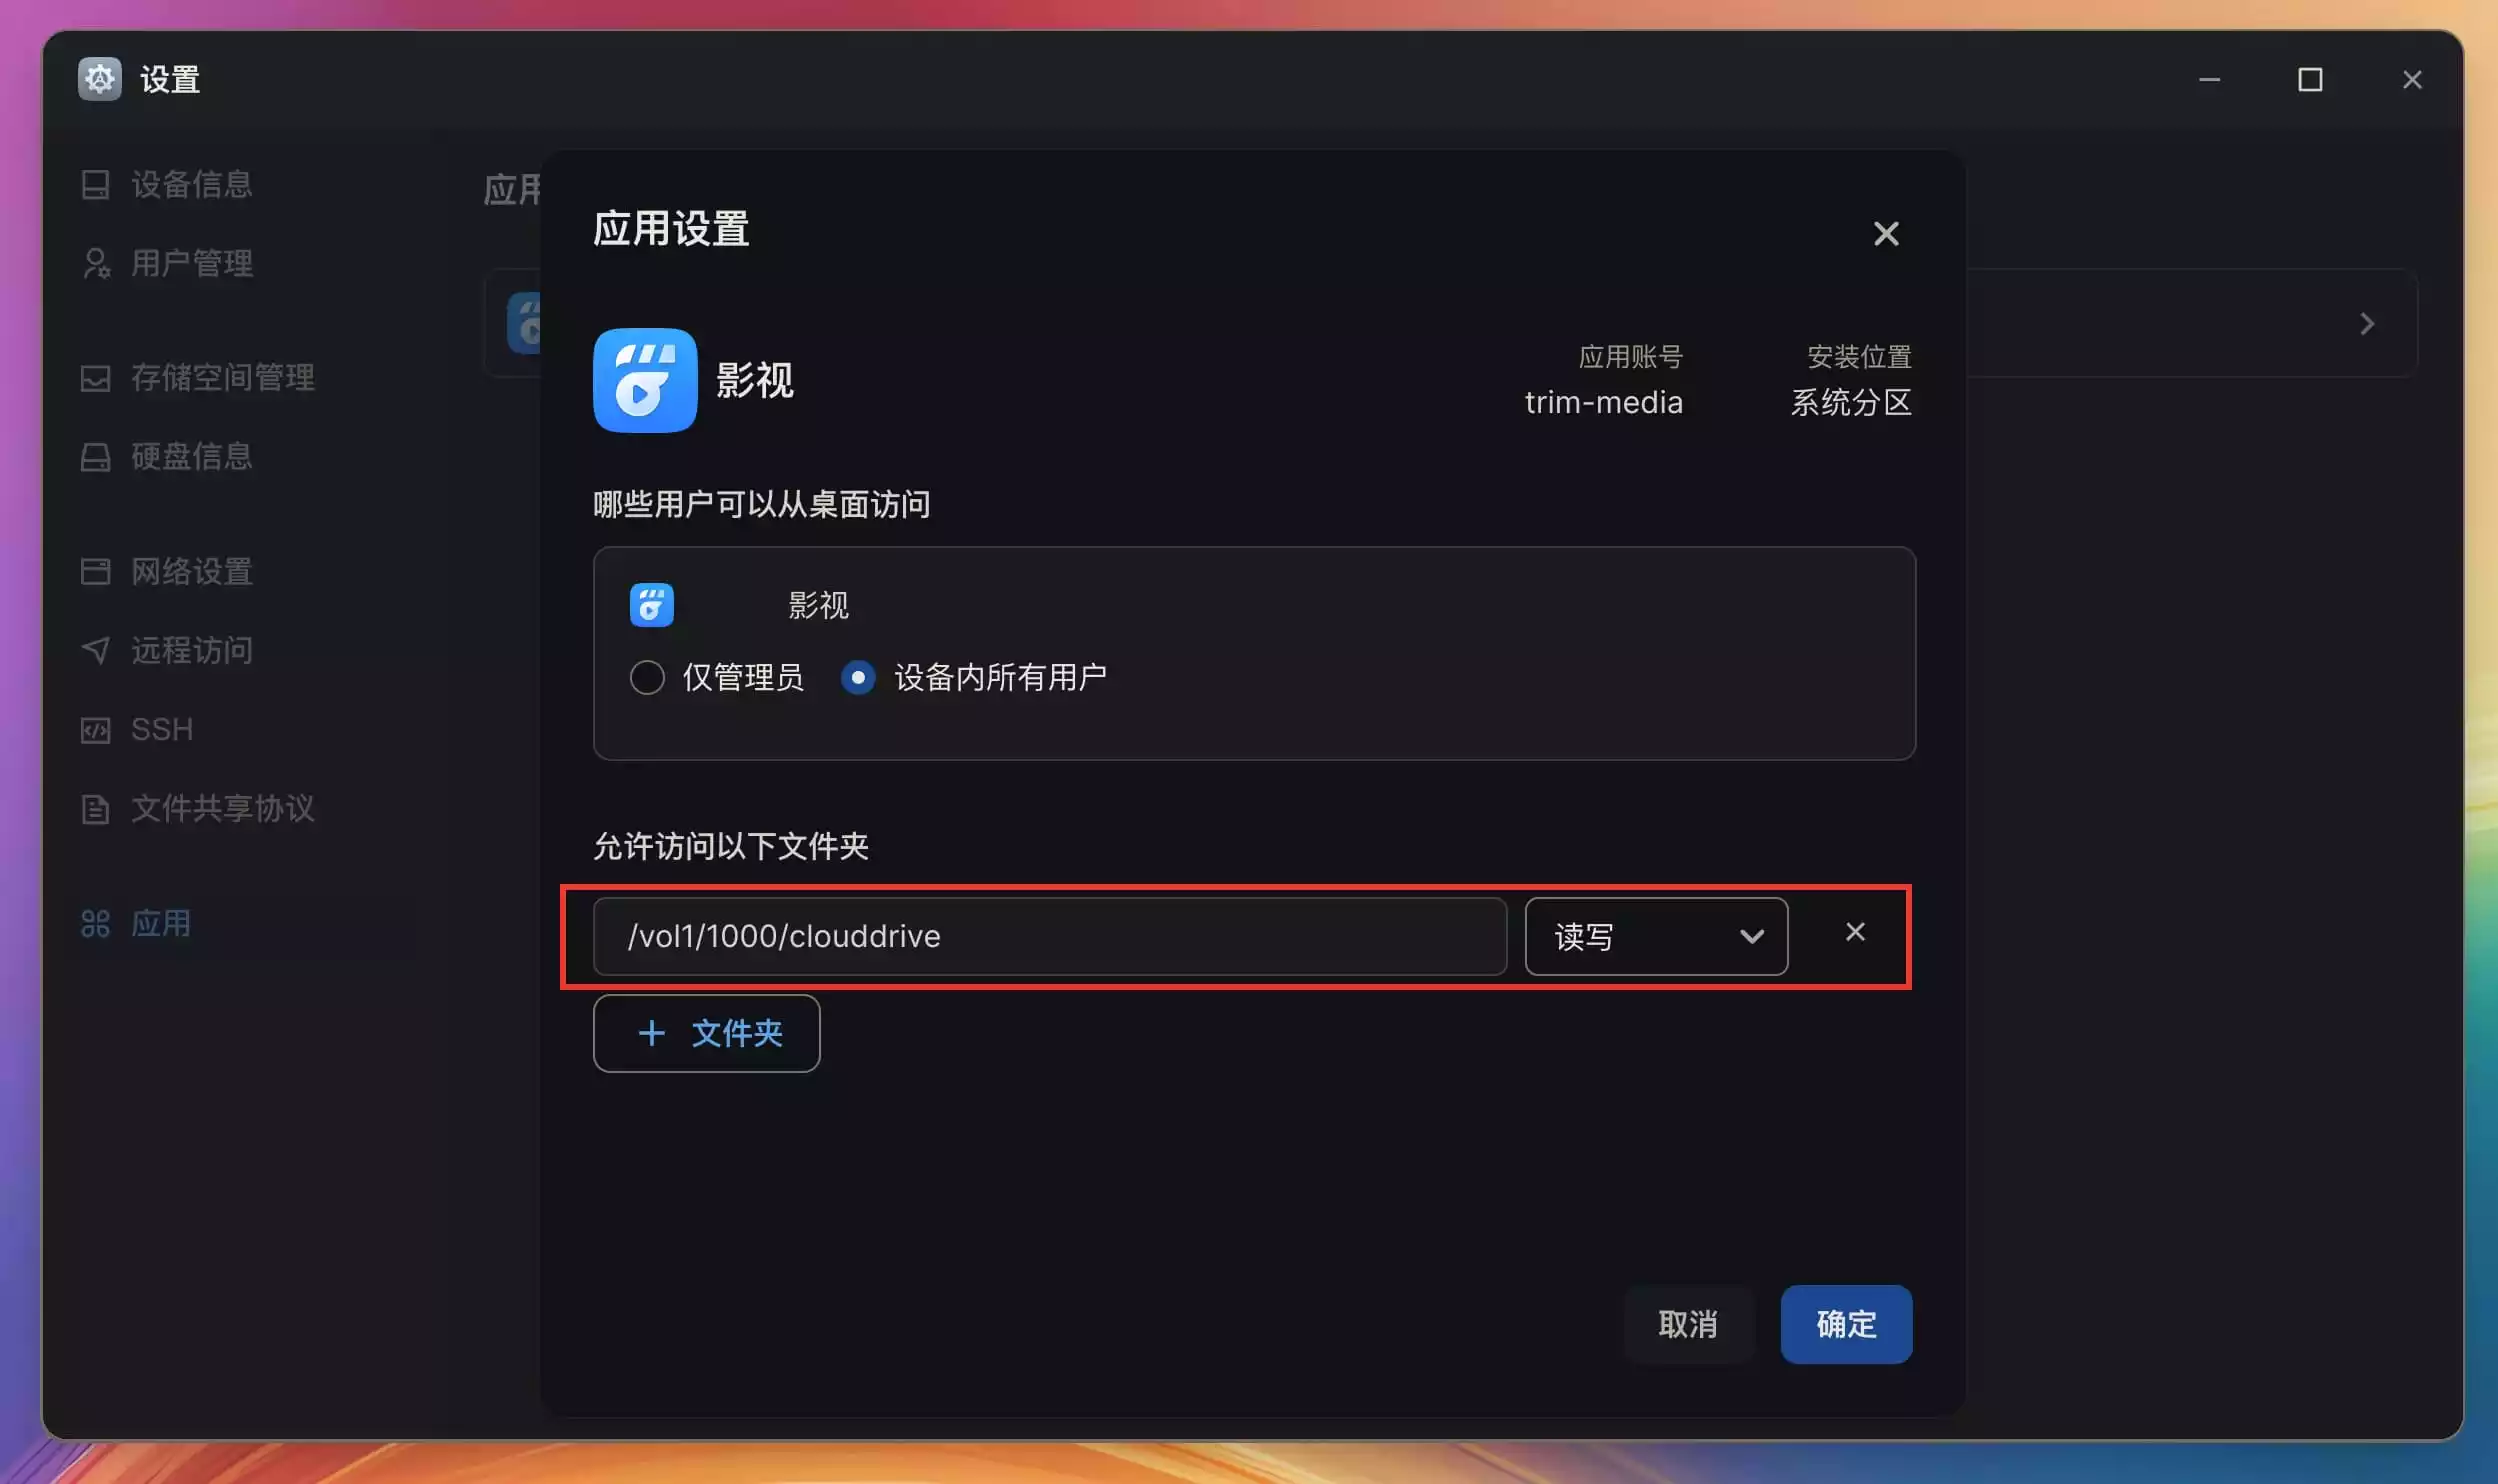 设置
设备信息
用户管理
存储空间管理
硬盘信息
网络设置
远程访问
SSH
文件共享协议
应用
应用
应用设置
影视
应用账号
trim-media
安装位置
系统分区
哪些用户可以从桌面访问
影视
仅管理员
设备内所有用户
允许访问以下文件夹
/vol1/1000/clouddrive
读写
文件夹
取消
确定